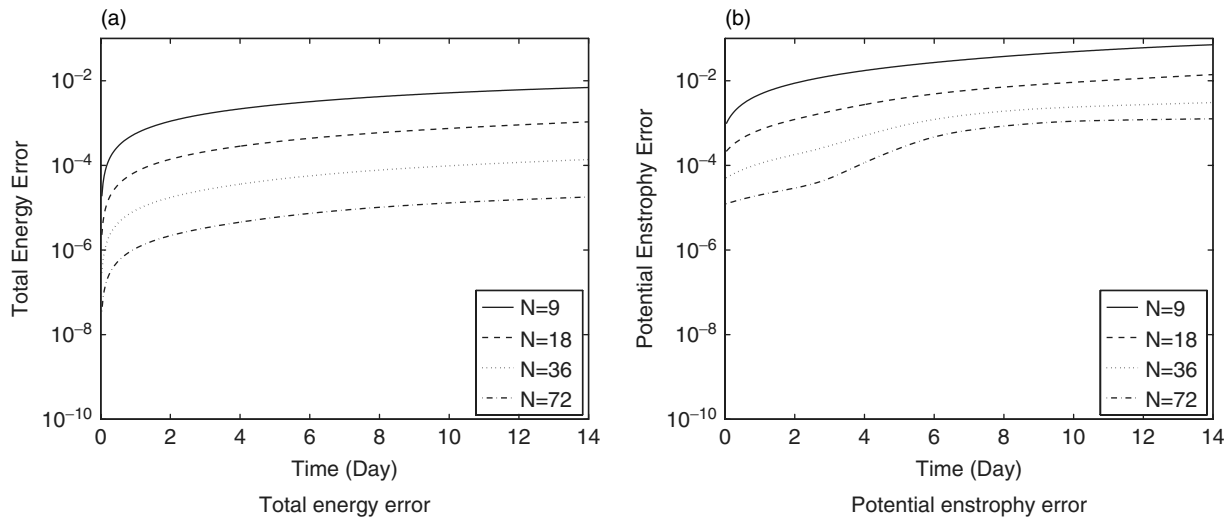 (a)
Total Energy Error
10−2
10−4
10−6
10−8
10−10
0 2 4 6 8 10 12 14
Time (Day)
N=9
N=18
N=36
N=72
Total energy error
(b)
Potential Enstrophy Error
10−2
10−4
10−6
10−8
10−10
0 2 4 6 8 10 12 14
Time (Day)
N=9
N=18
N=36
N=72
Potential enstrophy error